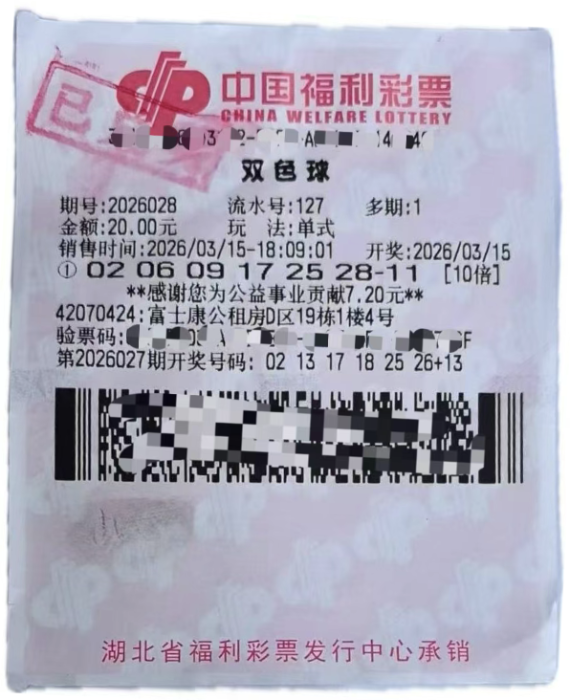 已
中国福利彩票
CHINA WELFARE LOTTERY
双色球
期号:2026028 流水号:127 多期:1
金额:20.00元 玩 法:单式
销售时间:2026/03/15-18:09:01 开奖:2026/03/15
① 02 06 09 17 25 28-11 [10倍]
**感谢您为公益事业贡献7.20元**
42070424:富士康公租房D区19栋1楼4号
验票码:
第2026027期开奖号码: 02 13 17 18 25 26+13
湖北省福利彩票发行中心承销